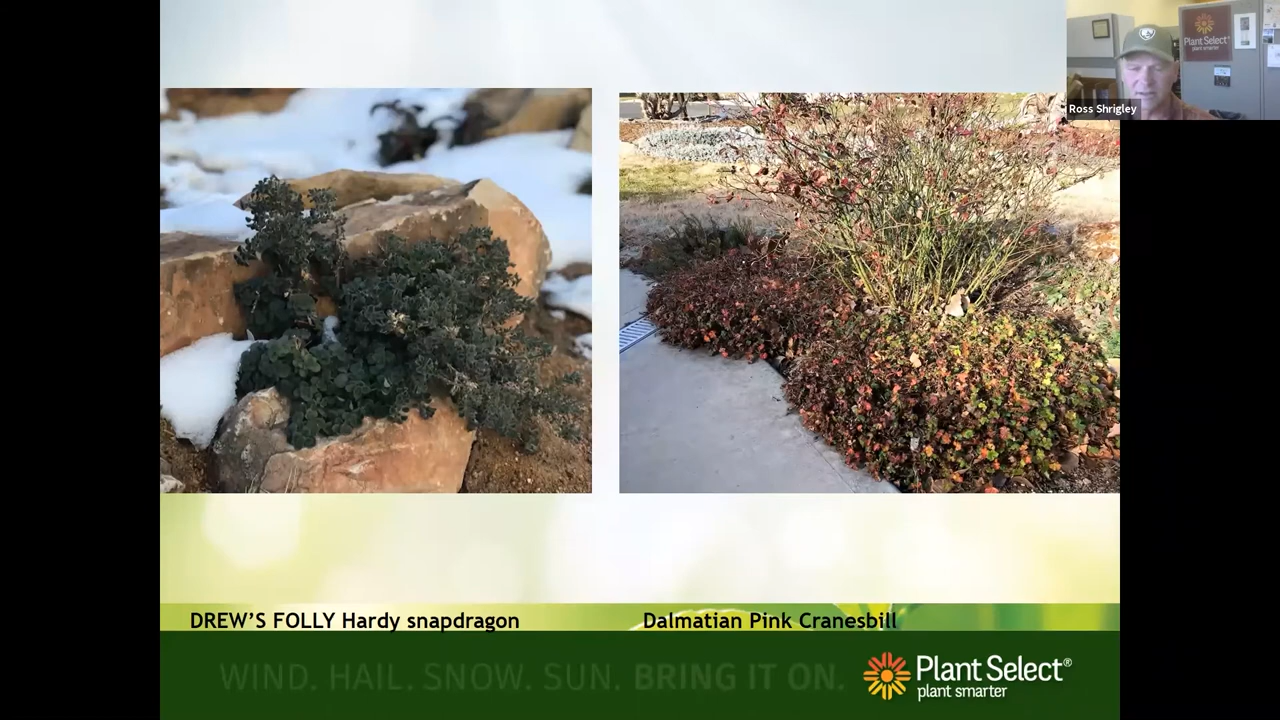 Plant Select®
plant smarter
Ross Shrigley
DREW'S FOLLY Hardy snapdragon
Dalmatian Pink Cranesbill
WIND. HAIL. SNOW. SUN. BRING IT ON.
Plant Select®
plant smarter